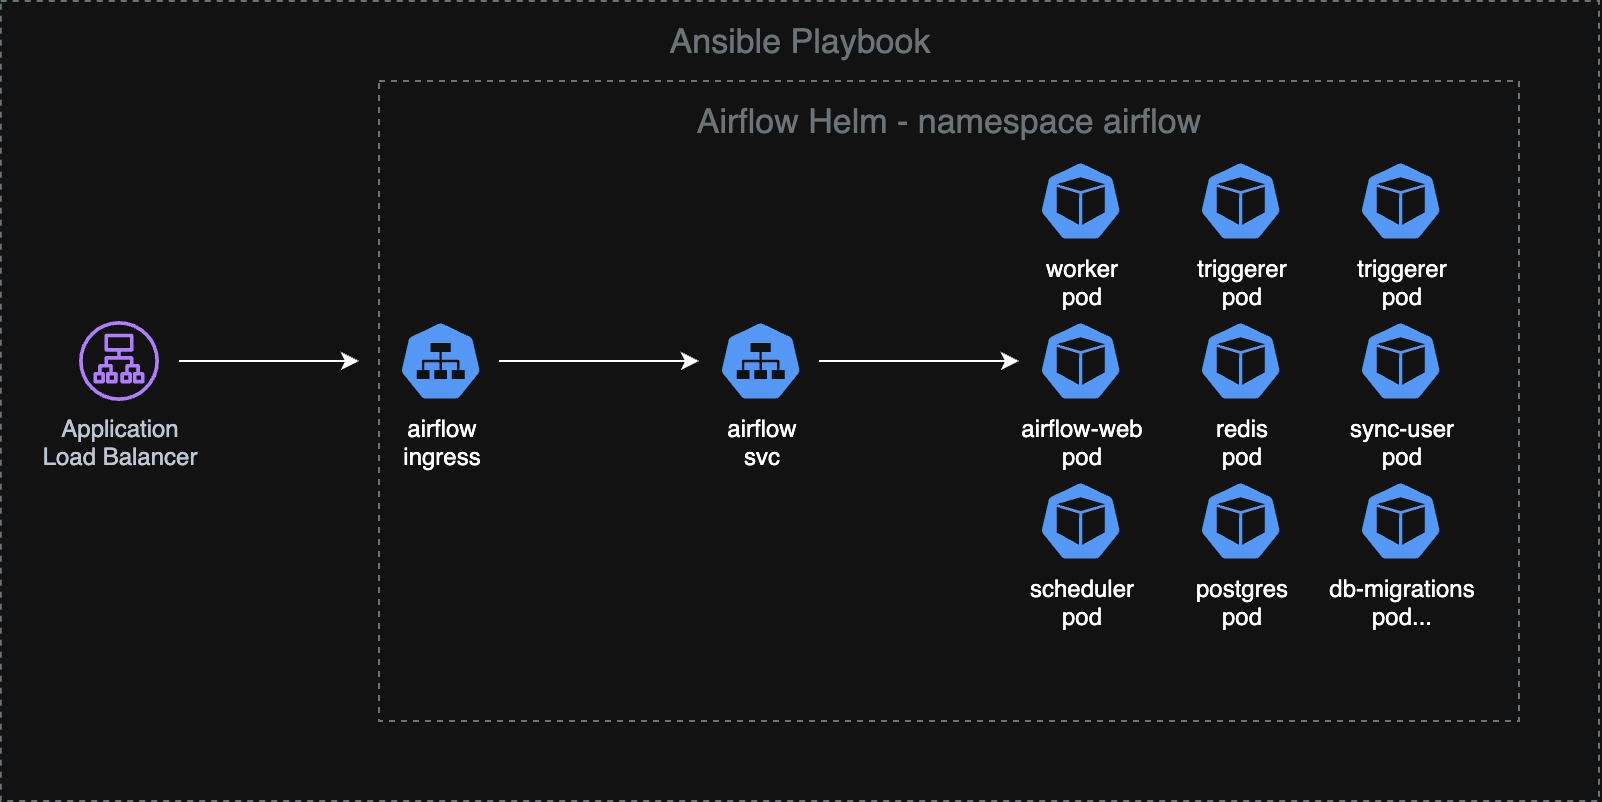 Ansible Playbook
Airflow Helm - namespace airflow
worker
pod
triggerer
pod
triggerer
pod
Application
Load Balancer
airflow
ingress
airflow
svc
airflow-web
pod
redis
pod
sync-user
pod
scheduler
pod
postgres
pod
db-migrations
pod...